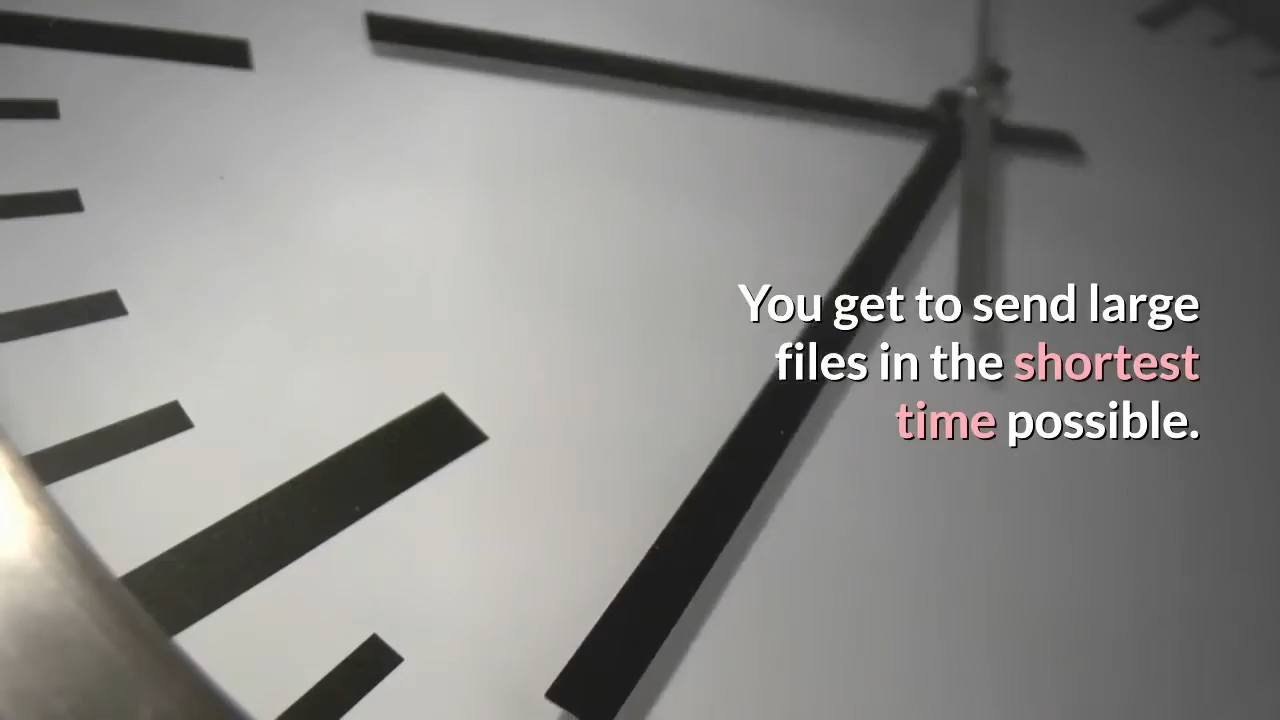 You get to send large
files in the shortest
time possible.